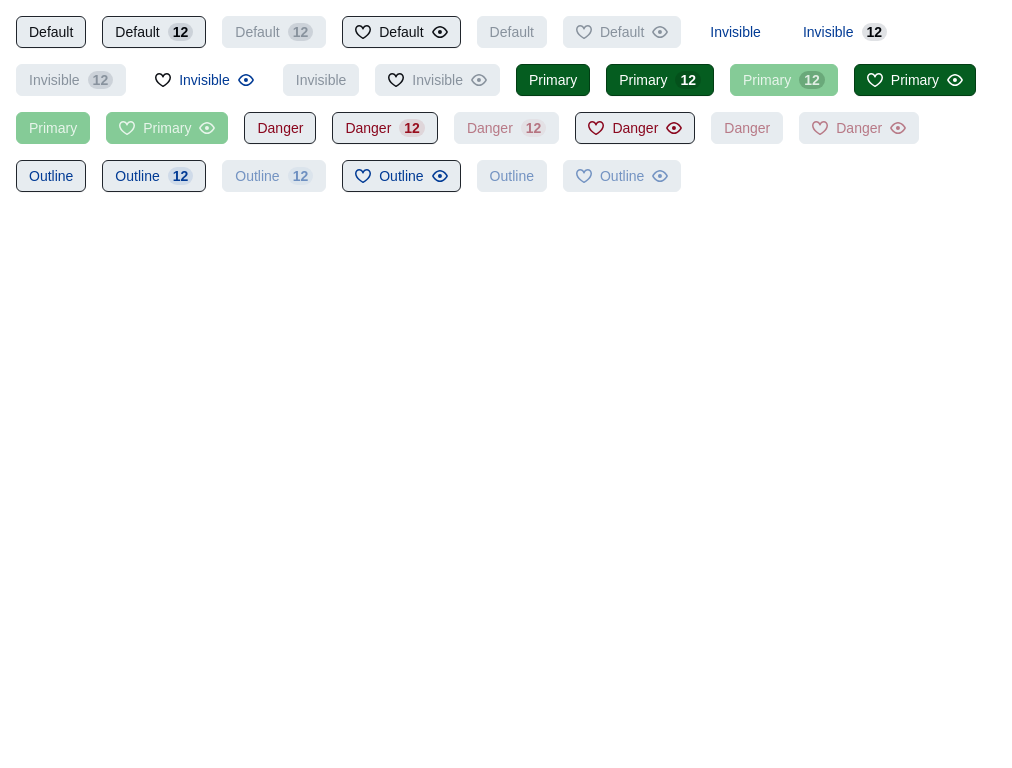 Default Default 12 Default 12 Default Default Default Invisible Invisible 12
Invisible 12 Invisible Invisible Invisible Primary Primary 12 Primary 12 Primary
Primary Primary Danger Danger 12 Danger 12 Danger Danger Danger
Outline Outline 12 Outline 12 Outline Outline Outline